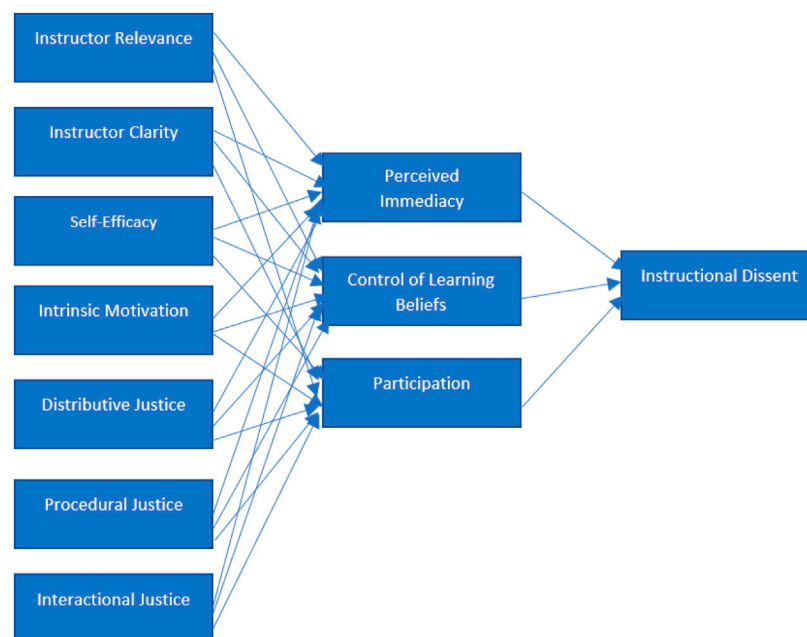 Instructor Relevance
Instructor Clarity
Self-Efficacy
Intrinsic Motivation
Distributive Justice
Procedural Justice
Interactional Justice
Perceived
Immediacy
Control of Learning
Beliefs
Participation
Instructional Dissent